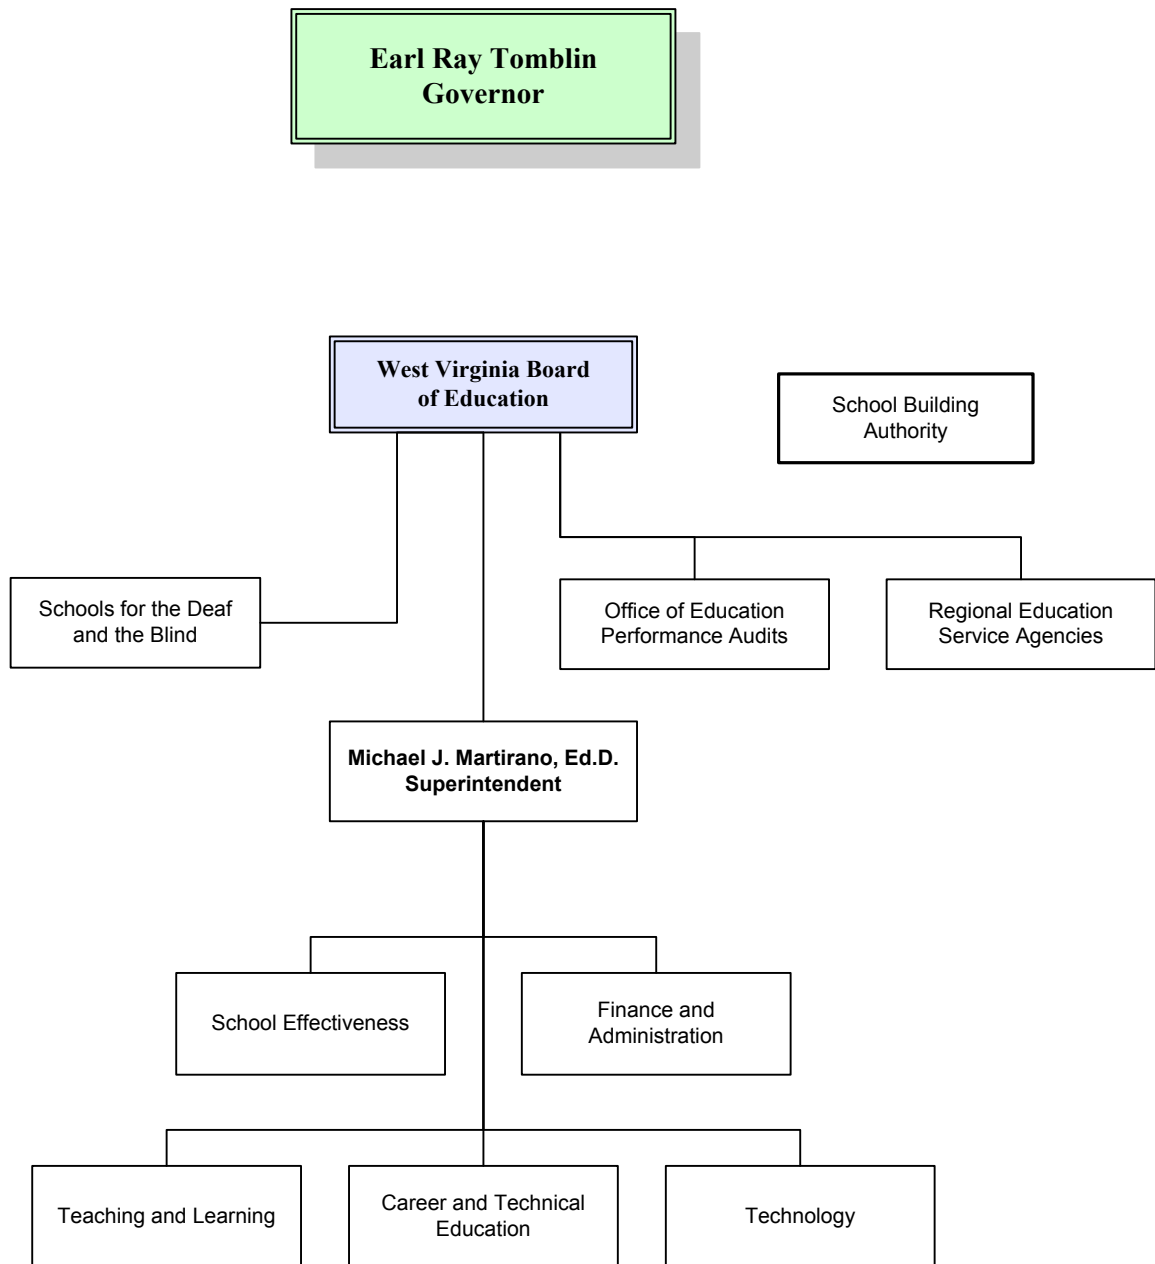 Earl Ray Tomblin
Governor
West Virginia Board
of Education
School Building
Authority
Schools for the Deaf
and the Blind
Office of Education
Performance Audits
Regional Education
Service Agencies
Michael J. Martirano, Ed.D.
Superintendent
School Effectiveness
Finance and
Administration
Teaching and Learning
Career and Technical
Education
Technology